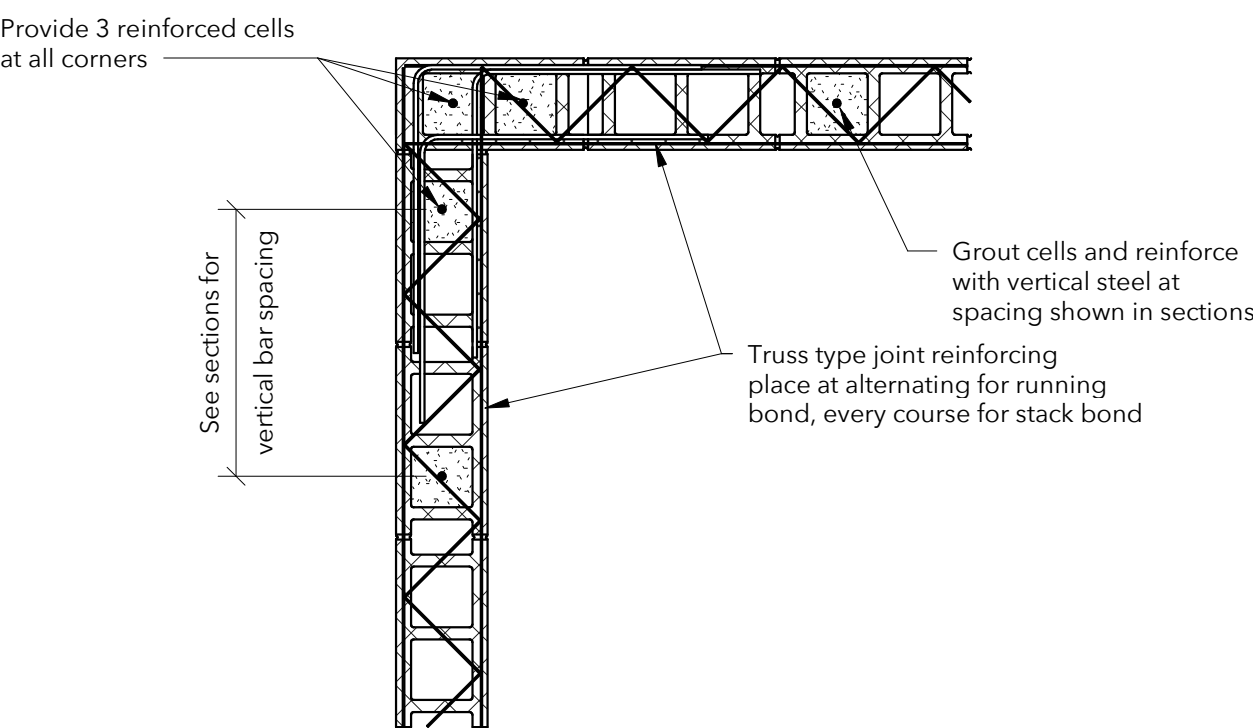 Provide 3 reinforced cells
at all corners
See sections for
vertical bar spacing
Grout cells and reinforce
with vertical steel at
spacing shown in sections
Truss type joint reinforcing
place at alternating for running
bond, every course for stack bond